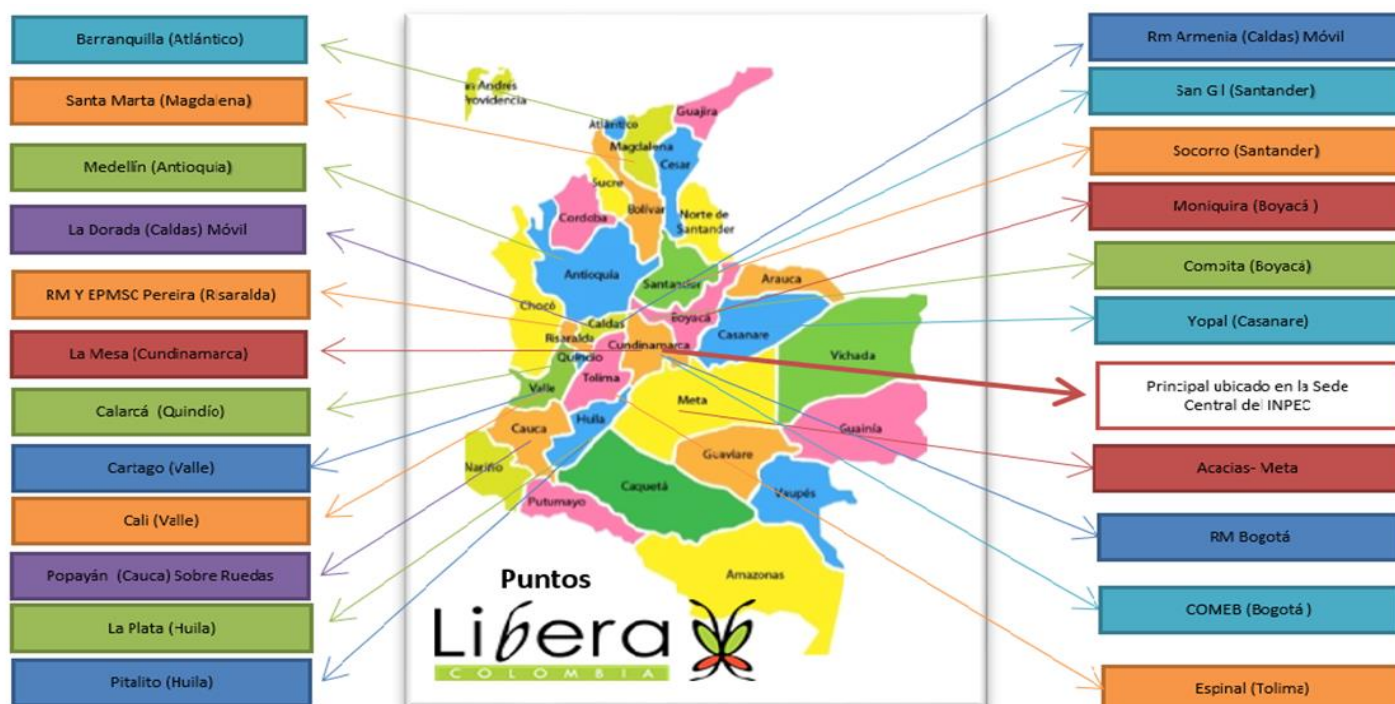 Barranquilla (Atlántico)
Santa Marta (Magdalena)
Medellín (Antioquia)
La Dorada (Caldas) Móvil
RM Y EPMSC Pereira (Risaralda)
La Mesa (Cundinamarca)
Calarcá (Quindío)
Cartago (Valle)
Cali (Valle)
Popayán (Cauca) Sobre Ruedas
La Plata (Huila)
Pitalito (Huila)
an Andrés
Providencia
Guajira
Atlántico
Magdalena
Cesar
Sucre
Bolívar
Cordoba
Norte de
Santander
Antioquia
Santander
Arauca
Chocó
Boyacá
Caldas
Casanare
Risaralda
Cundinamarca
Vichada
Quindío
Tolima
Valle
Meta
Huila
Cauca
Guainía
Guaviare
Nariño
Caquetá
Vaupés
Putumayo
Amazonas
Puntos
Libera
COLOMBIA
Rm Armenia (Caldas) Móvil
San Gil (Santander)
Socorro (Santander)
Moniquira (Boyacá )
Combita (Boyacá)
Yopal (Casanare)
Principal ubicado en la Sede
Central del INPEC
Acacias- Meta
RM Bogotá
COMEB (Bogotá )
Espinal (Tolima)